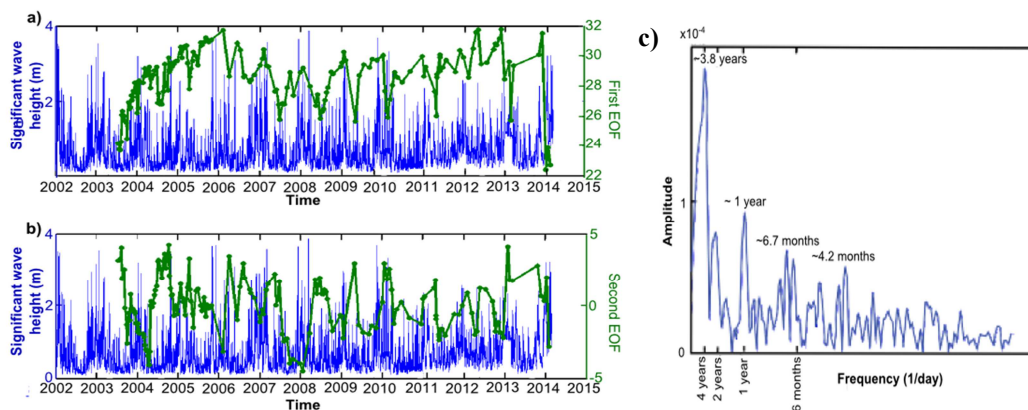 a)
4
2
0
Significant wave
height (m)
32
30
28
26
24
22
First EOF
2002 2003 2004 2005 2006 2007 2008 2009 2010 2011 2012 2013 2014 2015
Time
b)
4
2
0
Significant wave
height (m)
5
0
-5
Second EOF
2002 2003 2004 2005 2006 2007 2008 2009 2010 2011 2012 2013 2014 2015
Time
c)
x10⁻⁴
~3.8 years
~ 1 year
~6.7 months
~4.2 months
1
0
Amplitude
4 years
2 years
1 year
6 months
Frequency (1/day)